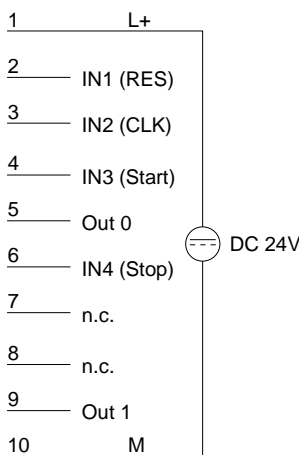 1 L+
2 IN1 (RES)
3 IN2 (CLK)
4 IN3 (Start)
5 Out 0
DC 24V
6 IN4 (Stop)
7 n.c.
8 n.c.
9 Out 1
10 M